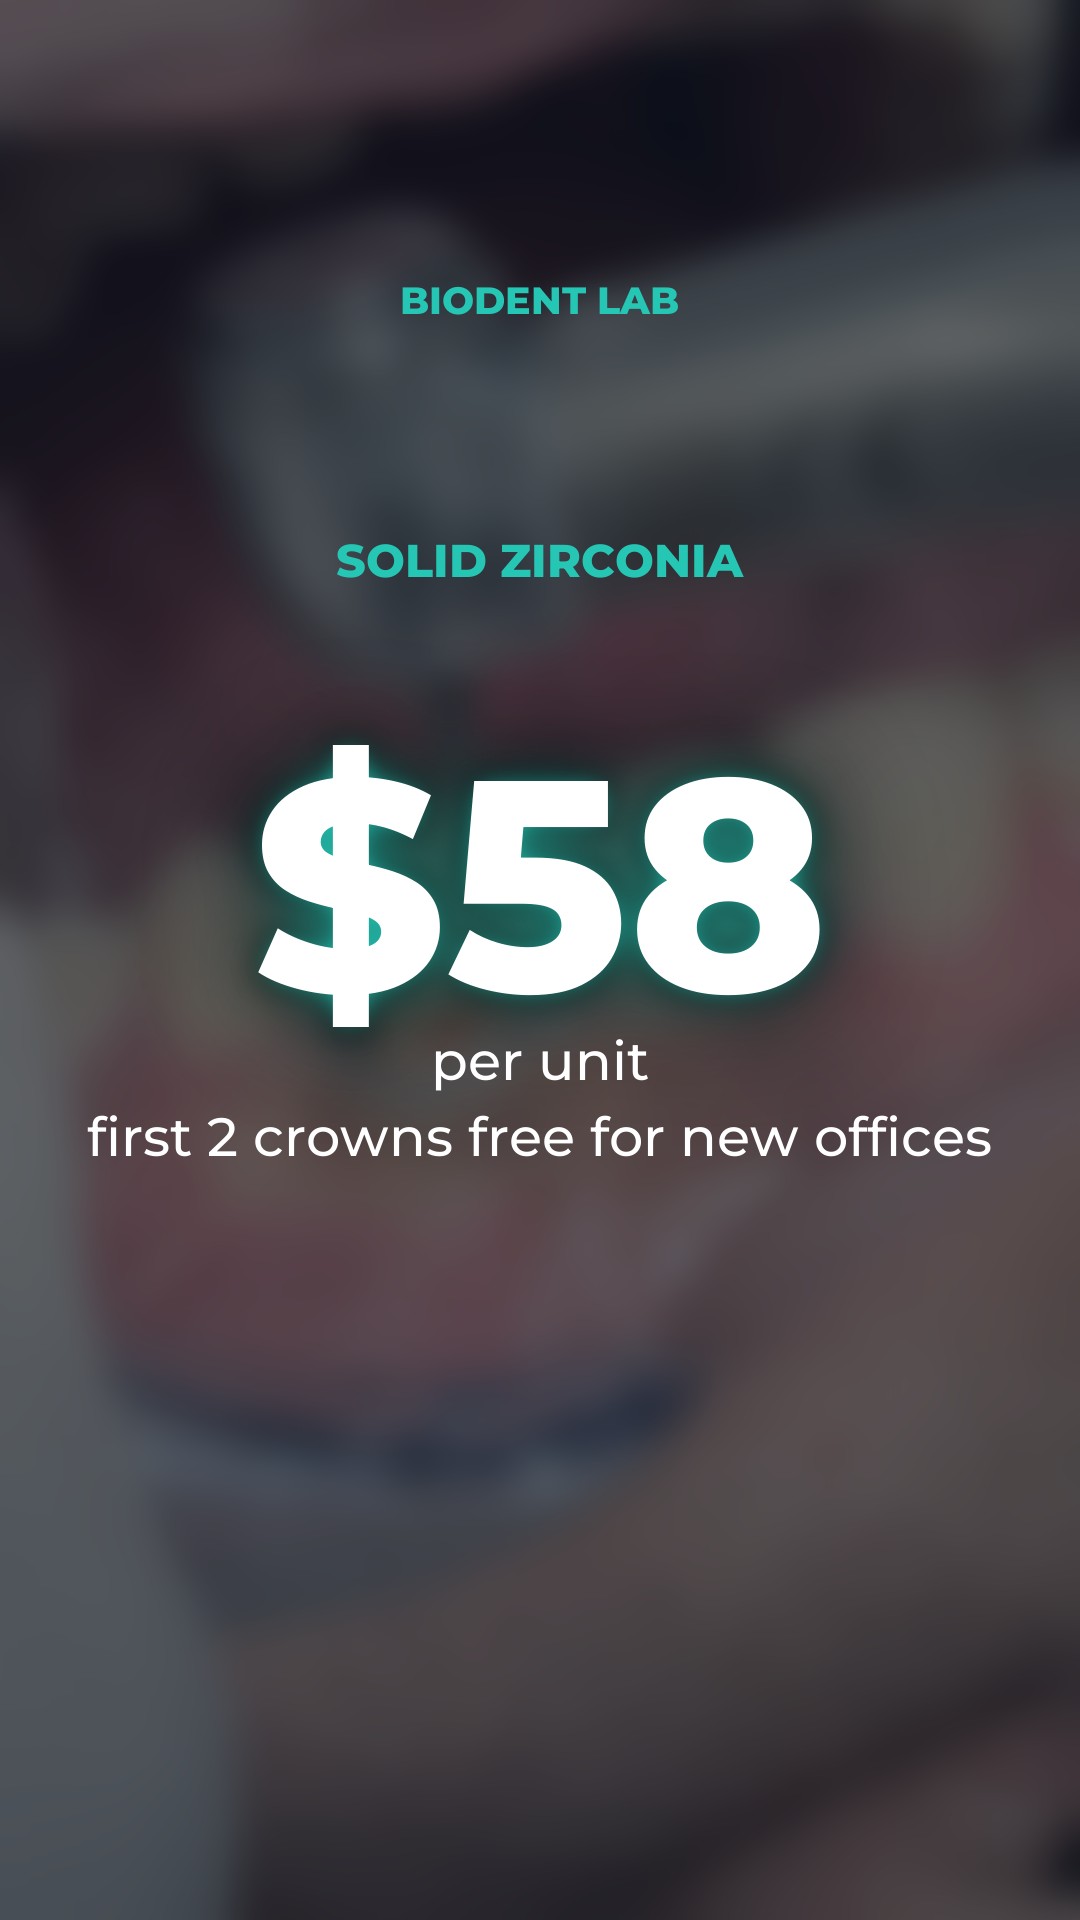 BIODENT LAB
SOLID ZIRCONIA
$58
per unit
first 2 crowns free for new offices